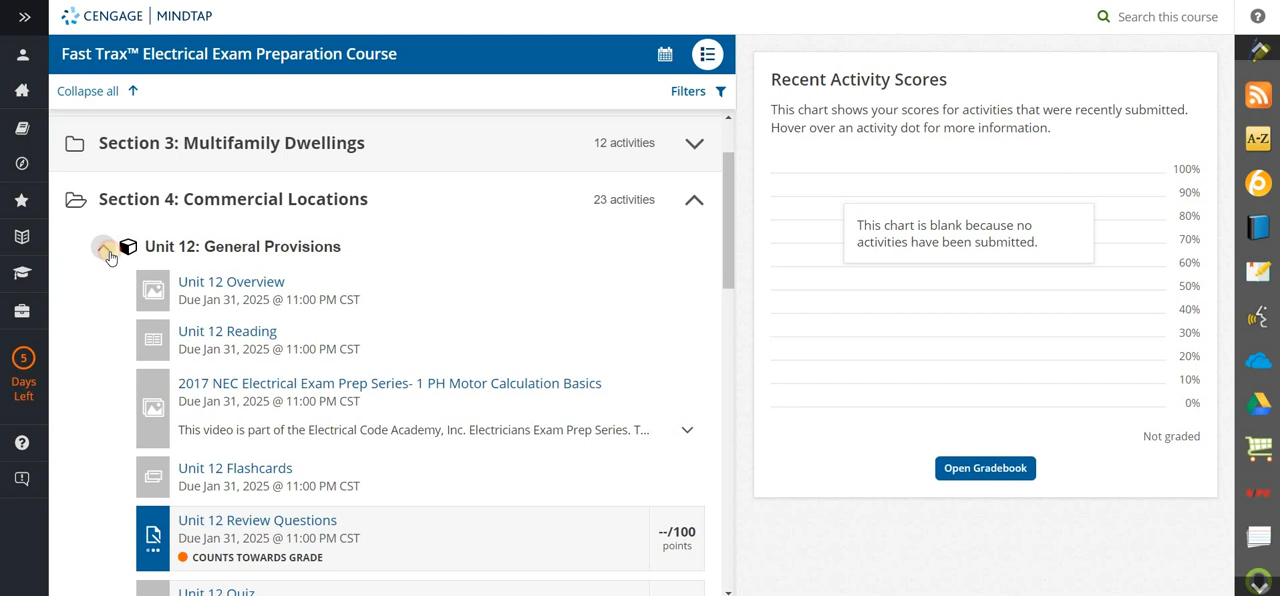 CENGAGE | MINDTAP
Search this course
Fast Trax™ Electrical Exam Preparation Course
Collapse all
Filters
Section 3: Multifamily Dwellings
12 activities
Section 4: Commercial Locations
23 activities
Unit 12: General Provisions
Unit 12 Overview
Due Jan 31, 2025 @ 11:00 PM CST
Unit 12 Reading
Due Jan 31, 2025 @ 11:00 PM CST
2017 NEC Electrical Exam Prep Series- 1 PH Motor Calculation Basics
Due Jan 31, 2025 @ 11:00 PM CST
This video is part of the Electrical Code Academy, Inc. Electricians Exam Prep Series. T...
Unit 12 Flashcards
Due Jan 31, 2025 @ 11:00 PM CST
Unit 12 Review Questions
Due Jan 31, 2025 @ 11:00 PM CST
COUNTS TOWARDS GRADE
--/100
points
Unit 12 Quiz
5
Days
Left
Recent Activity Scores
This chart shows your scores for activities that were recently submitted.
Hover over an activity dot for more information.
100%
90%
80%
70%
60%
50%
40%
30%
20%
10%
0%
This chart is blank because no
activities have been submitted.
Not graded
Open Gradebook
A-Z